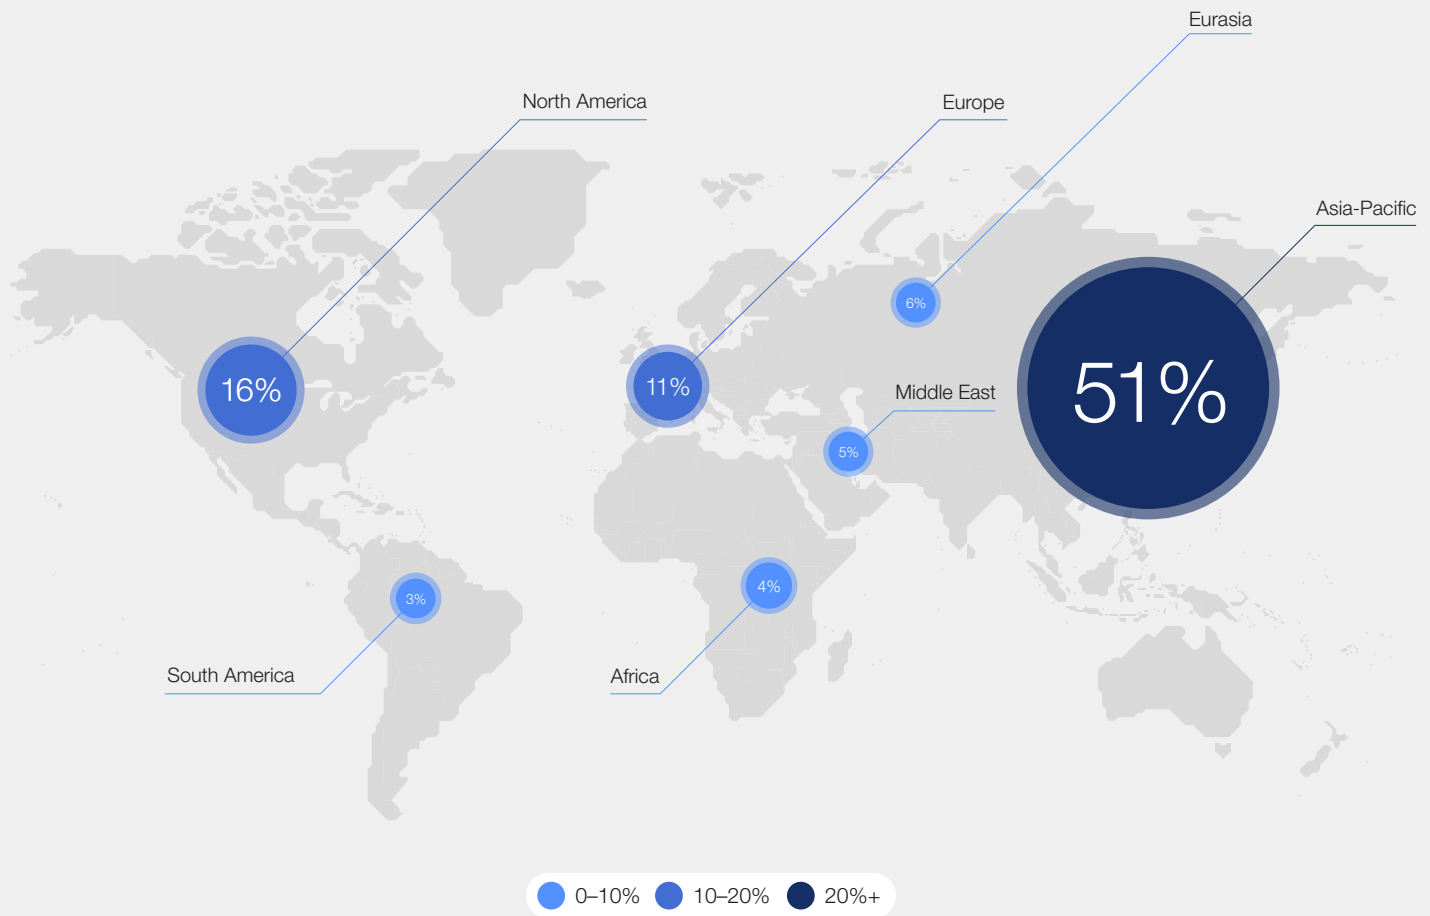 Eurasia
North America
Europe
Asia-Pacific
6%
16%
11%
Middle East
51%
5%
3%
4%
South America
Africa
0–10% 10–20% 20%+